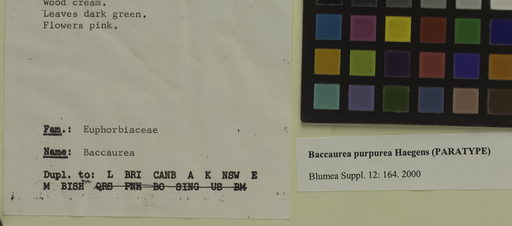 Wood cream.
Leaves dark green.
Flowers pink.
Fam.: Euphorbiaceae
Name: Baccaurea
Dupl. to: L BRI CANB A K NSW E
M BISH QRS PNH BO SING US BM
Baccaurea purpurea Haegens (PARATYPE)
Blumea Suppl. 12: 164. 2000